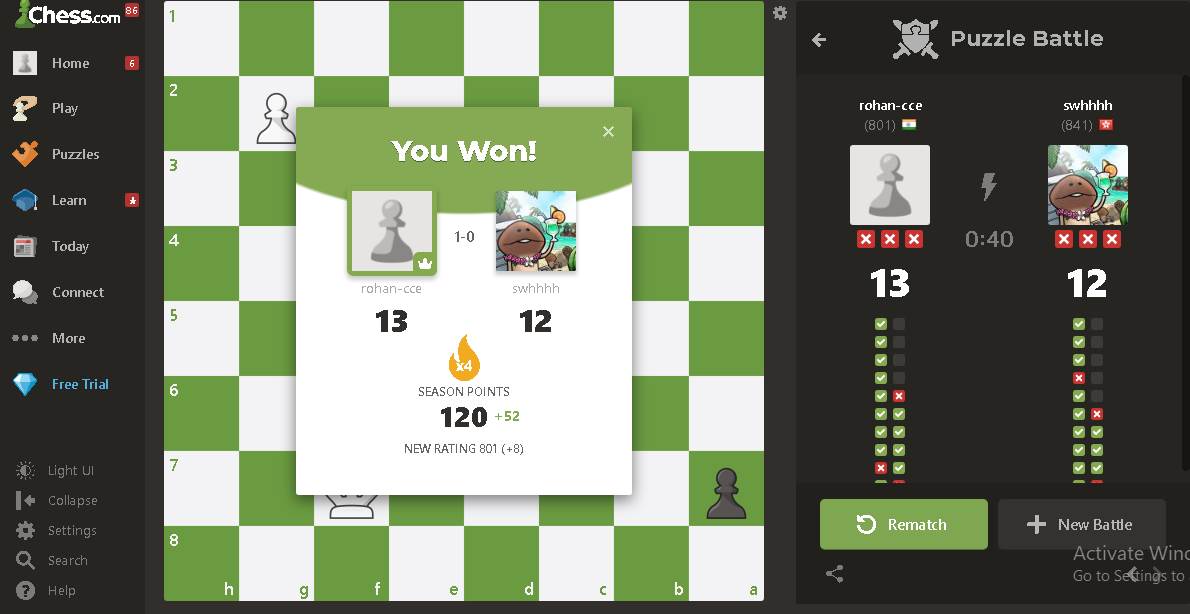 Chess.com 86
Home 6
Play
Puzzles
Learn
Today
Connect
More
Free Trial
Light UI
Collapse
Settings
Search
Help
1
2
3
4
5
6
7
8
h g f e d c b a
You Won!
1-0
rohan-cce swhhhh
13 12
x4
SEASON POINTS
120 +52
NEW RATING 801 (+8)
Puzzle Battle
rohan-cce swhhhh
(801) (841)
0:40
13 12
Rematch New Battle
Activate Wind
Go to Settings to